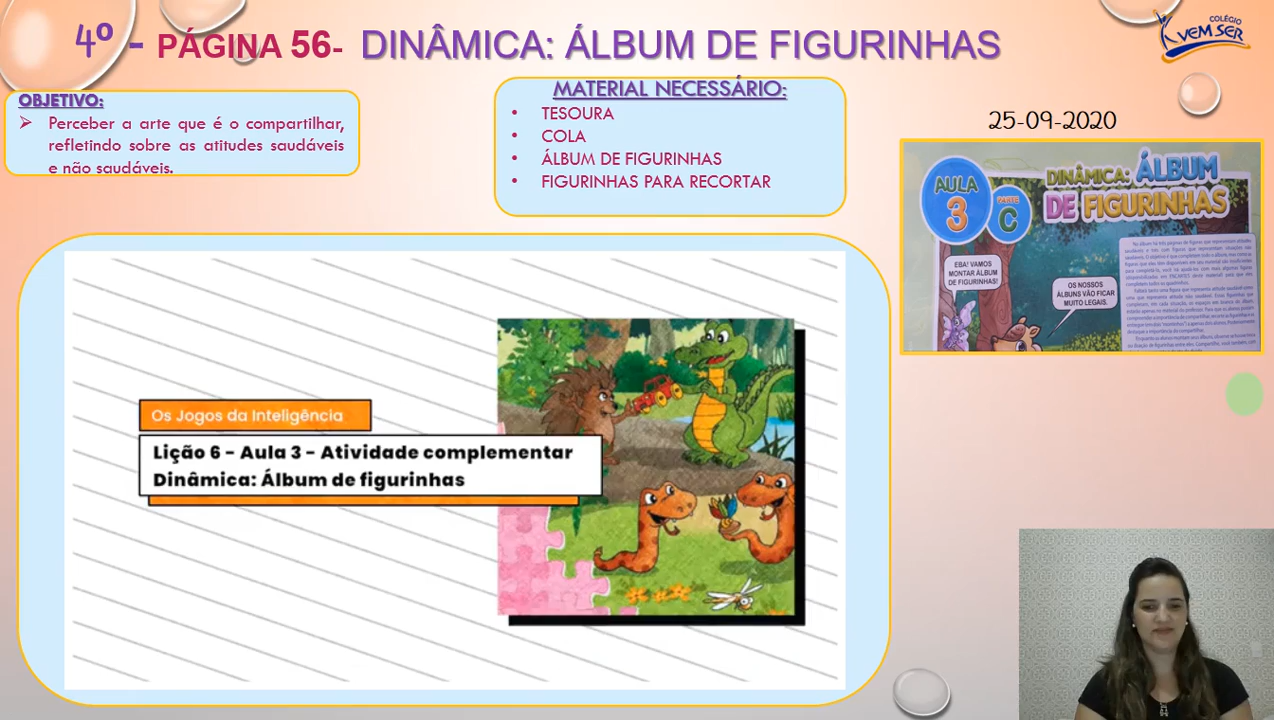 4º - PÁGINA 56- DINÂMICA: ÁLBUM DE FIGURINHAS
COLÉGIO
VEM SER
OBJETIVO:
➢ Perceber a arte que é o compartilhar,
refletindo sobre as atitudes saudáveis
e não saudáveis.
MATERIAL NECESSÁRIO:
• TESOURA
• COLA
• ÁLBUM DE FIGURINHAS
• FIGURINHAS PARA RECORTAR
25-09-2020
AULA
3
PARTE
C
DINÂMICA: ÁLBUM
DE FIGURINHAS
EBA! VAMOS
MONTAR ÁLBUM
DE FIGURINHAS!
OS NOSSOS
ÁLBUNS VÃO FICAR
MUITO LEGAIS.
Os Jogos da Inteligência
Lição 6 - Aula 3 - Atividade complementar
Dinâmica: Álbum de figurinhas